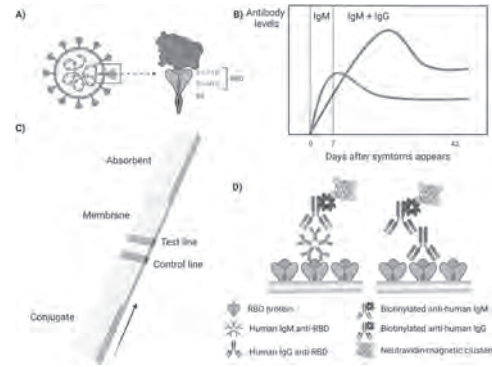 A)
RBD
B)
Antibody
levels
IgM
IgM + IgG
0
7
Days after symtoms appears
C)
Absorbent
Membrane
Test line
Control line
Conjugate
D)
RBD protein
Human IgM anti-RBD
Human IgG anti-RBD
Biotinylated anti-human IgM
Biotinylated anti-human IgG
Neutravidin-magnetic cluster